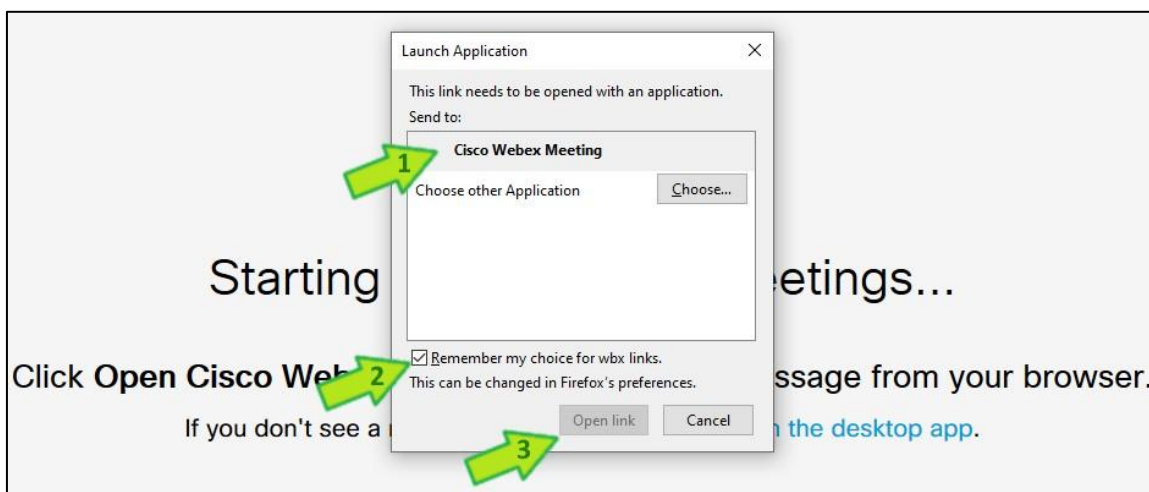 Launch Application
This link needs to be opened with an application.
Send to:
Cisco Webex Meeting
1
Choose other Application Choose...
Starting etings...
Remember my choice for wbx links.
2
Click Open Cisco Web ssage from your browser.
This can be changed in Firefox's preferences.
Open link Cancel
If you don't see a the desktop app.
3